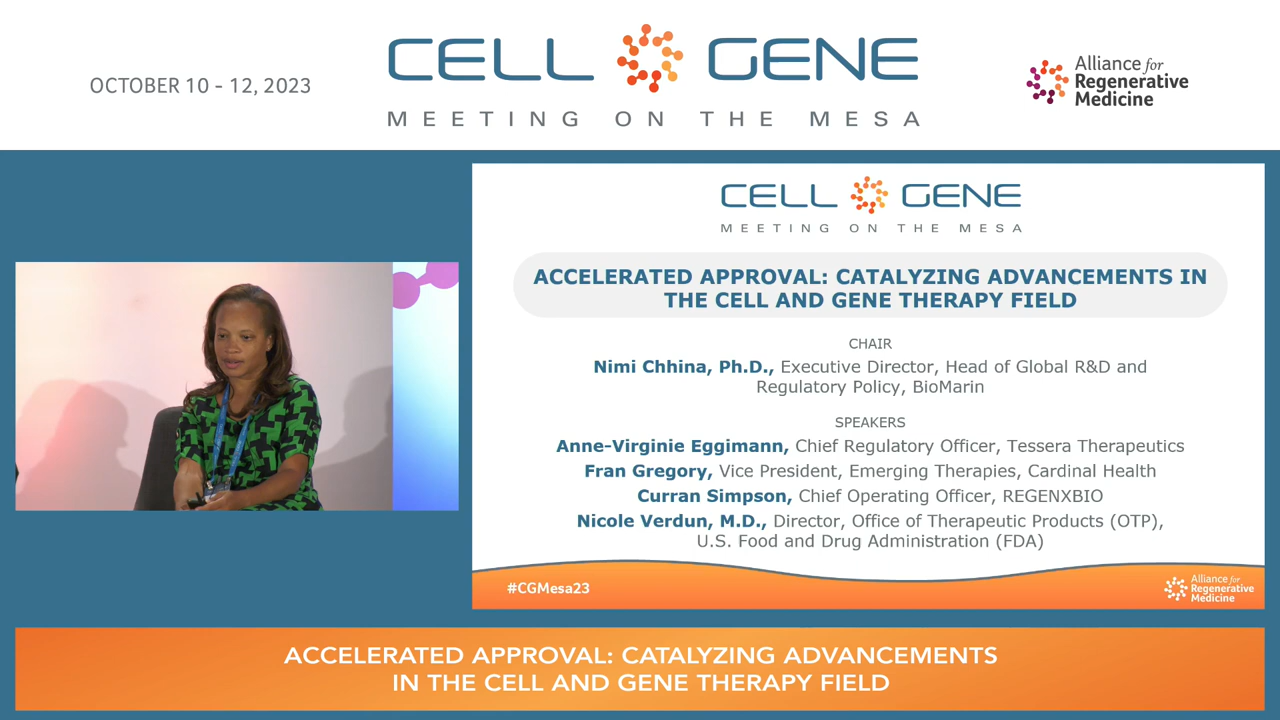 OCTOBER 10 - 12, 2023
CELL GENE
MEETING ON THE MESA
Alliance for
Regenerative
Medicine
CELL GENE
MEETING ON THE MESA
ACCELERATED APPROVAL: CATALYZING ADVANCEMENTS IN
THE CELL AND GENE THERAPY FIELD
CHAIR
Nimi Chhina, Ph.D., Executive Director, Head of Global R&D and
Regulatory Policy, BioMarin
SPEAKERS
Anne-Virginie Eggimann, Chief Regulatory Officer, Tessera Therapeutics
Fran Gregory, Vice President, Emerging Therapies, Cardinal Health
Curran Simpson, Chief Operating Officer, REGENXBIO
Nicole Verdun, M.D., Director, Office of Therapeutic Products (OTP),
U.S. Food and Drug Administration (FDA)
#CGMesa23
Alliance for
Regenerative
Medicine
ACCELERATED APPROVAL: CATALYZING ADVANCEMENTS
IN THE CELL AND GENE THERAPY FIELD